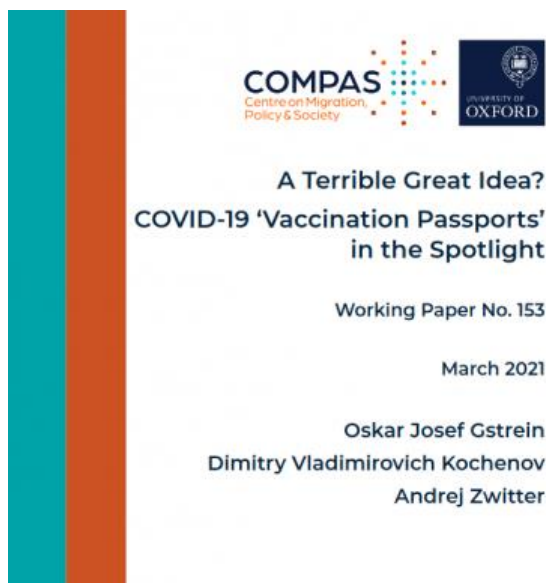 COMPAS
Centre on Migration,
Policy & Society
UNIVERSITY OF
OXFORD
A Terrible Great Idea?
COVID-19 ‘Vaccination Passports’
in the Spotlight
Working Paper No. 153
March 2021
Oskar Josef Gstrein
Dimitry Vladimirovich Kochenov
Andrej Zwitter